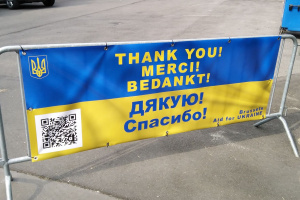 THANK YOU!
MERCI!
BEDANKT!
ДЯКУЮ!
Спасибо!
Brussels
AID for UKRAINE